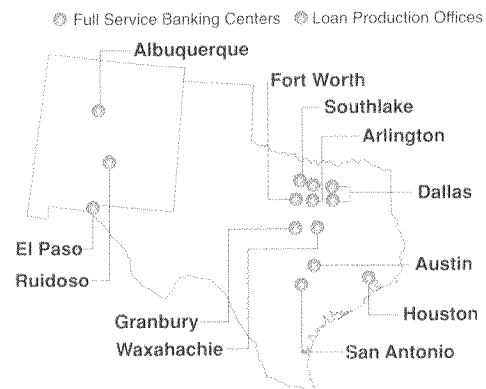 Full Service Banking Centers Loan Production Offices
Albuquerque
Fort Worth
Southlake
Arlington
Dallas
El Paso
Ruidoso
Austin
Houston
Granbury
Waxahachie
San Antonio